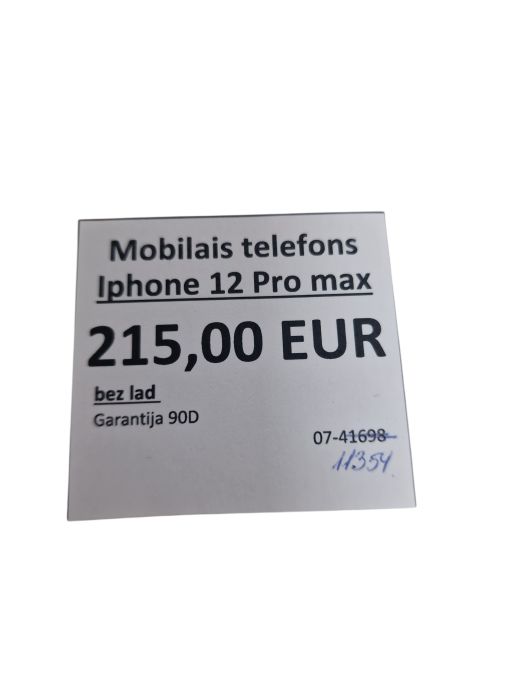 Mobilais telefons
Iphone 12 Pro max
215,00 EUR
bez lad
Garantija 90D
07-41698
11354